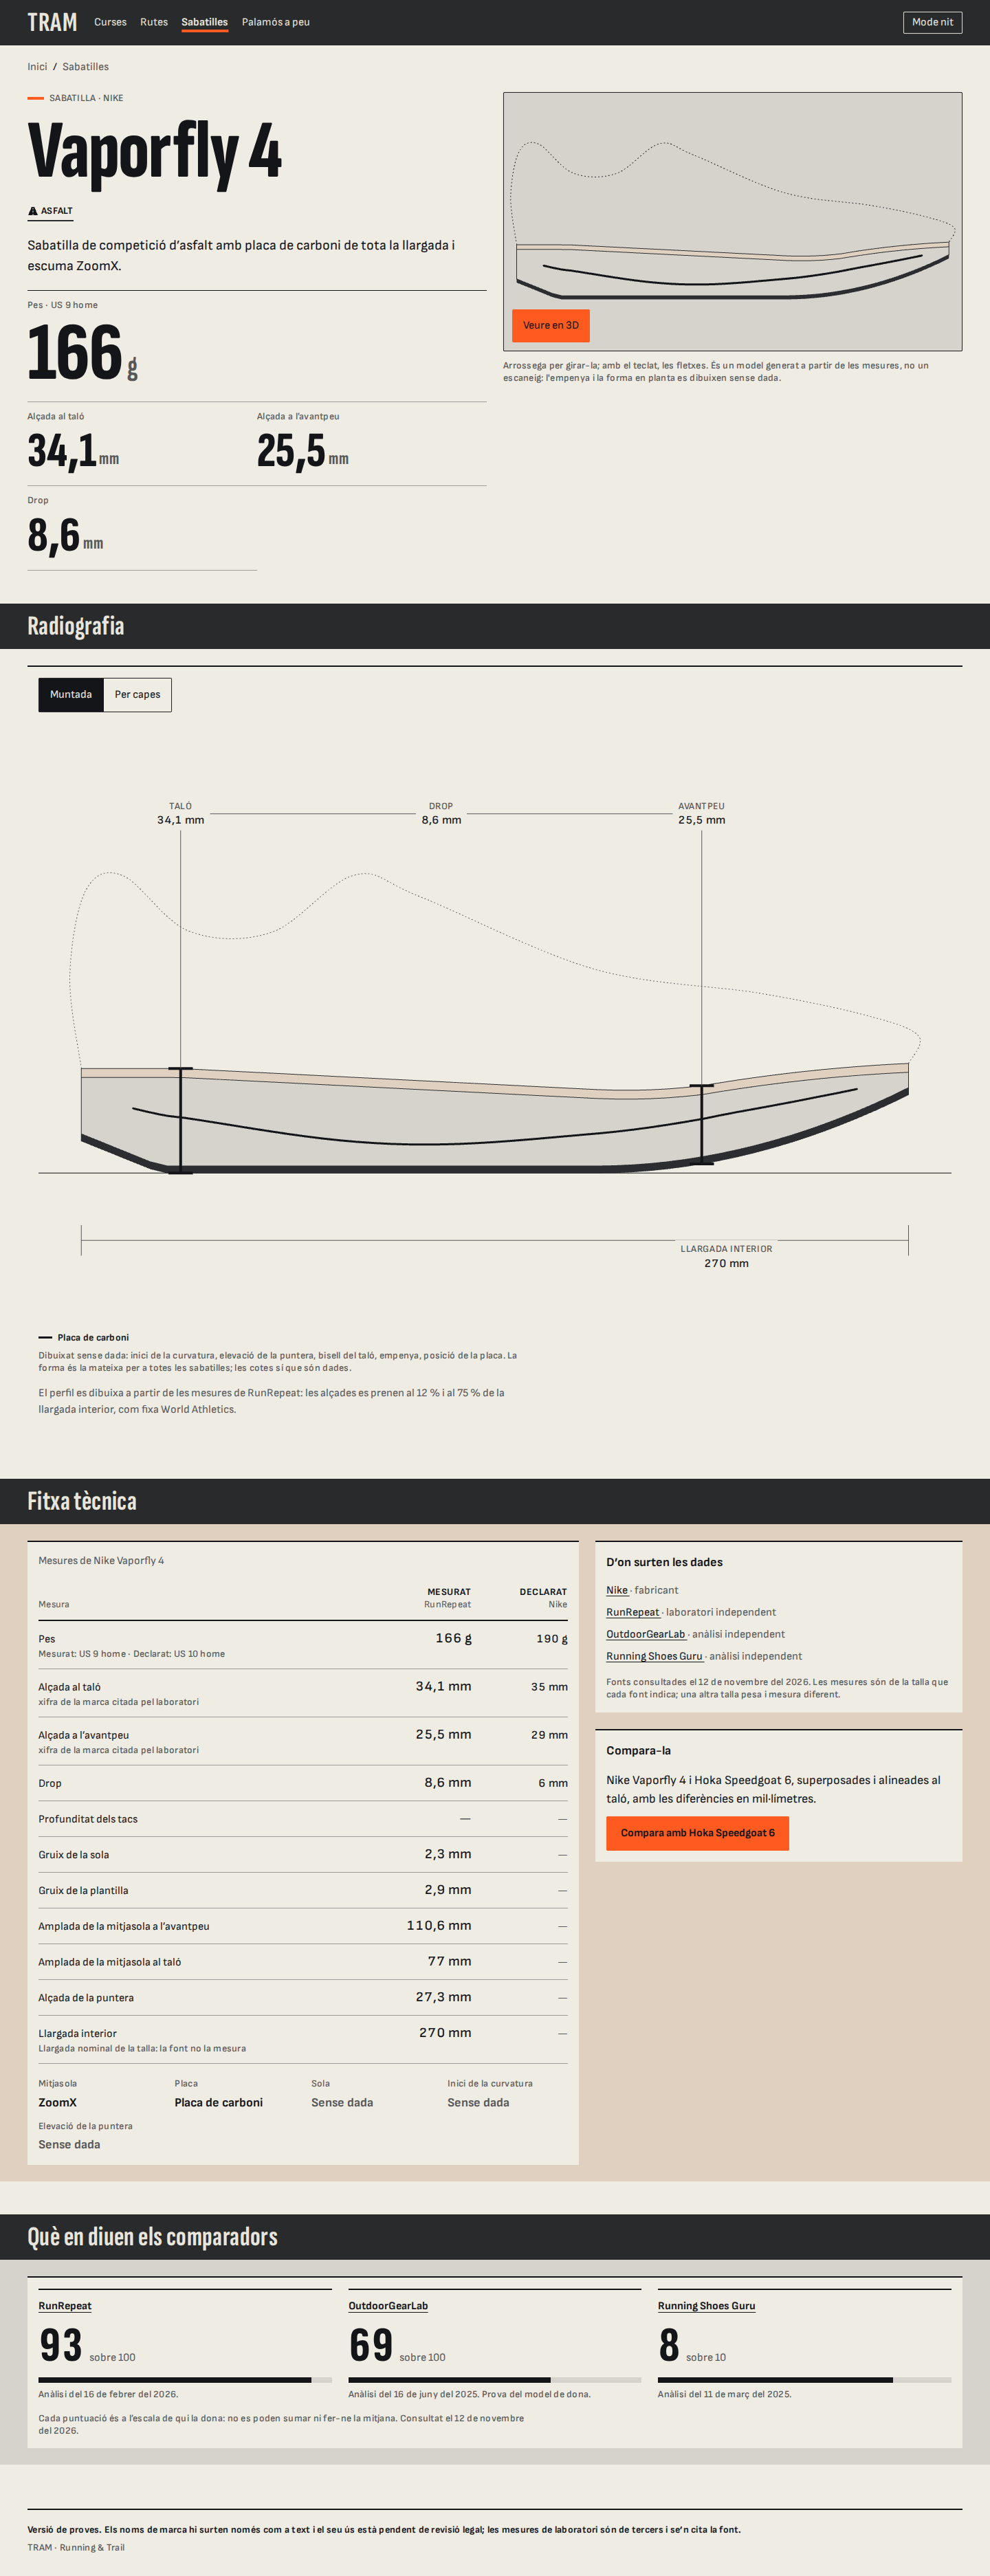 TRAM Curses Rutes Sabatilles Palamós a peu Mode nit
Inici / Sabatilles
SABATILLA · NIKE
Vaporfly 4
ASFALT
Sabatilla de competició d’asfalt amb placa de carboni de tota la llargada i
escuma ZoomX.
Pes · US 9 home
166 g
Alçada al taló
34,1 mm
Alçada a l’avantpeu
25,5 mm
Drop
8,6 mm
Veure en 3D
Arrossega per girar-la; amb el teclat, les fletxes. És un model generat a partir de les mesures, no un
escaneig: l’empenya i la forma en planta es dibuixen sense dada.
Radiografia
Muntada Per capes
TALÓ
34,1 mm
DROP
8,6 mm
AVANTPEU
25,5 mm
LLARGADA INTERIOR
270 mm
Placa de carboni
Dibuixat sense dada: inici de la curvatura, elevació de la puntera, bisell del taló, empenya, posició de la placa. La
forma és la mateixa per a totes les sabatilles; les cotes sí que són dades.
El perfil es dibuixa a partir de les mesures de RunRepeat: les alçades es prenen al 12 % i al 75 % de la
llargada interior, com fixa World Athletics.
Fitxa tècnica
Mesures de Nike Vaporfly 4
MESURAT DECLARAT
Mesura RunRepeat Nike
Pes 166 g 190 g
Mesurat: US 9 home · Declarat: US 10 home
Alçada al taló 34,1 mm 35 mm
xifra de la marca citada pel laboratori
Alçada a l’avantpeu 25,5 mm 29 mm
xifra de la marca citada pel laboratori
Drop 8,6 mm 6 mm
Profunditat dels tacs — —
Gruix de la sola 2,3 mm —
Gruix de la plantilla 2,9 mm —
Amplada de la mitjasola a l’avantpeu 110,6 mm —
Amplada de la mitjasola al taló 77 mm —
Alçada de la puntera 27,3 mm —
Llargada interior 270 mm —
Llargada nominal de la talla: la font no la mesura
Mitjasola Placa Sola Inici de la curvatura
ZoomX Placa de carboni Sense dada Sense dada
Elevació de la puntera
Sense dada
D’on surten les dades
Nike · fabricant
RunRepeat · laboratori independent
OutdoorGearLab · anàlisi independent
Running Shoes Guru · anàlisi independent
Fonts consultades el 12 de novembre del 2026. Les mesures són de la talla que
cada font indica; una altra talla pesa i mesura diferent.
Compara-la
Nike Vaporfly 4 i Hoka Speedgoat 6, superposades i alineades al
taló, amb les diferències en mil·límetres.
Compara amb Hoka Speedgoat 6
Què en diuen els comparadors
RunRepeat
93 sobre 100
Anàlisi del 16 de febrer del 2026.
OutdoorGearLab
69 sobre 100
Anàlisi del 16 de juny del 2025. Prova del model de dona.
Running Shoes Guru
8 sobre 10
Anàlisi del 11 de març del 2025.
Cada puntuació és a l’escala de qui la dona: no es poden sumar ni fer-ne la mitjana. Consultat el 12 de novembre
del 2026.
Versió de proves. Els noms de marca hi surten només com a text i el seu ús està pendent de revisió legal; les mesures de laboratori són de tercers i se’n cita la font.
TRAM · Running & Trail